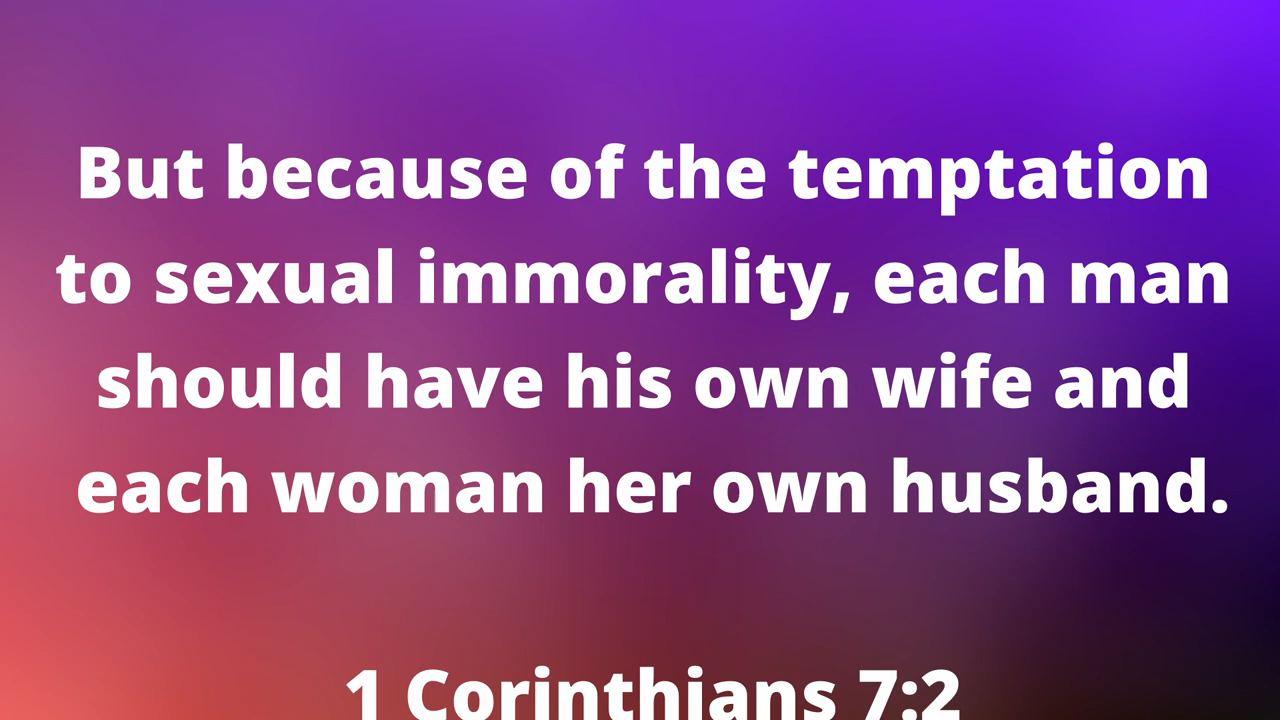 But because of the temptation
to sexual immorality, each man
should have his own wife and
each woman her own husband.
1 Corinthians 7:2